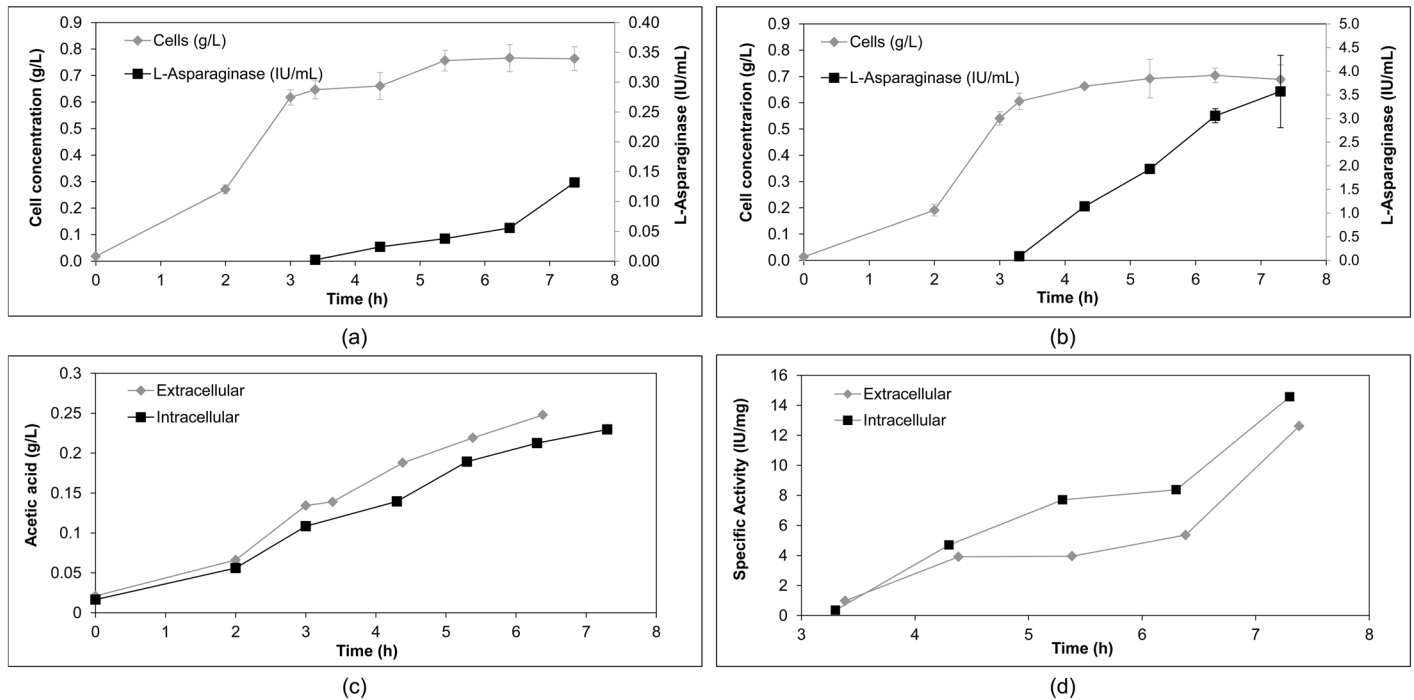 Cells (g/L)
L-Asparaginase (IU/mL)
Cell concentration (g/L)
0.9
0.8
0.7
0.6
0.5
0.4
0.3
0.2
0.1
0.0
0.40
0.35
0.30
0.25
0.20
0.15
0.10
0.05
0.00
L-Asparaginase (IU/mL)
0 1 2 3 4 5 6 7 8
Time (h)
(a)
Cells (g/L)
L-Asparaginase (IU/mL)
Cell concentrarion (g/L)
0.9
0.8
0.7
0.6
0.5
0.4
0.3
0.2
0.1
0.0
5.0
4.5
4.0
3.5
3.0
2.5
2.0
1.5
1.0
0.5
0.0
L-Asparaginase (IU/mL)
0 1 2 3 4 5 6 7 8
Time (h)
(b)
Extracellular
Intracellular
Acetic acid (g/L)
0.3
0.25
0.2
0.15
0.1
0.05
0
0 1 2 3 4 5 6 7 8
Time (h)
(c)
Extracellular
Intracellular
Specific Activity (IU/mg)
16
14
12
10
8
6
4
2
0
3 4 5 6 7 8
Time (h)
(d)